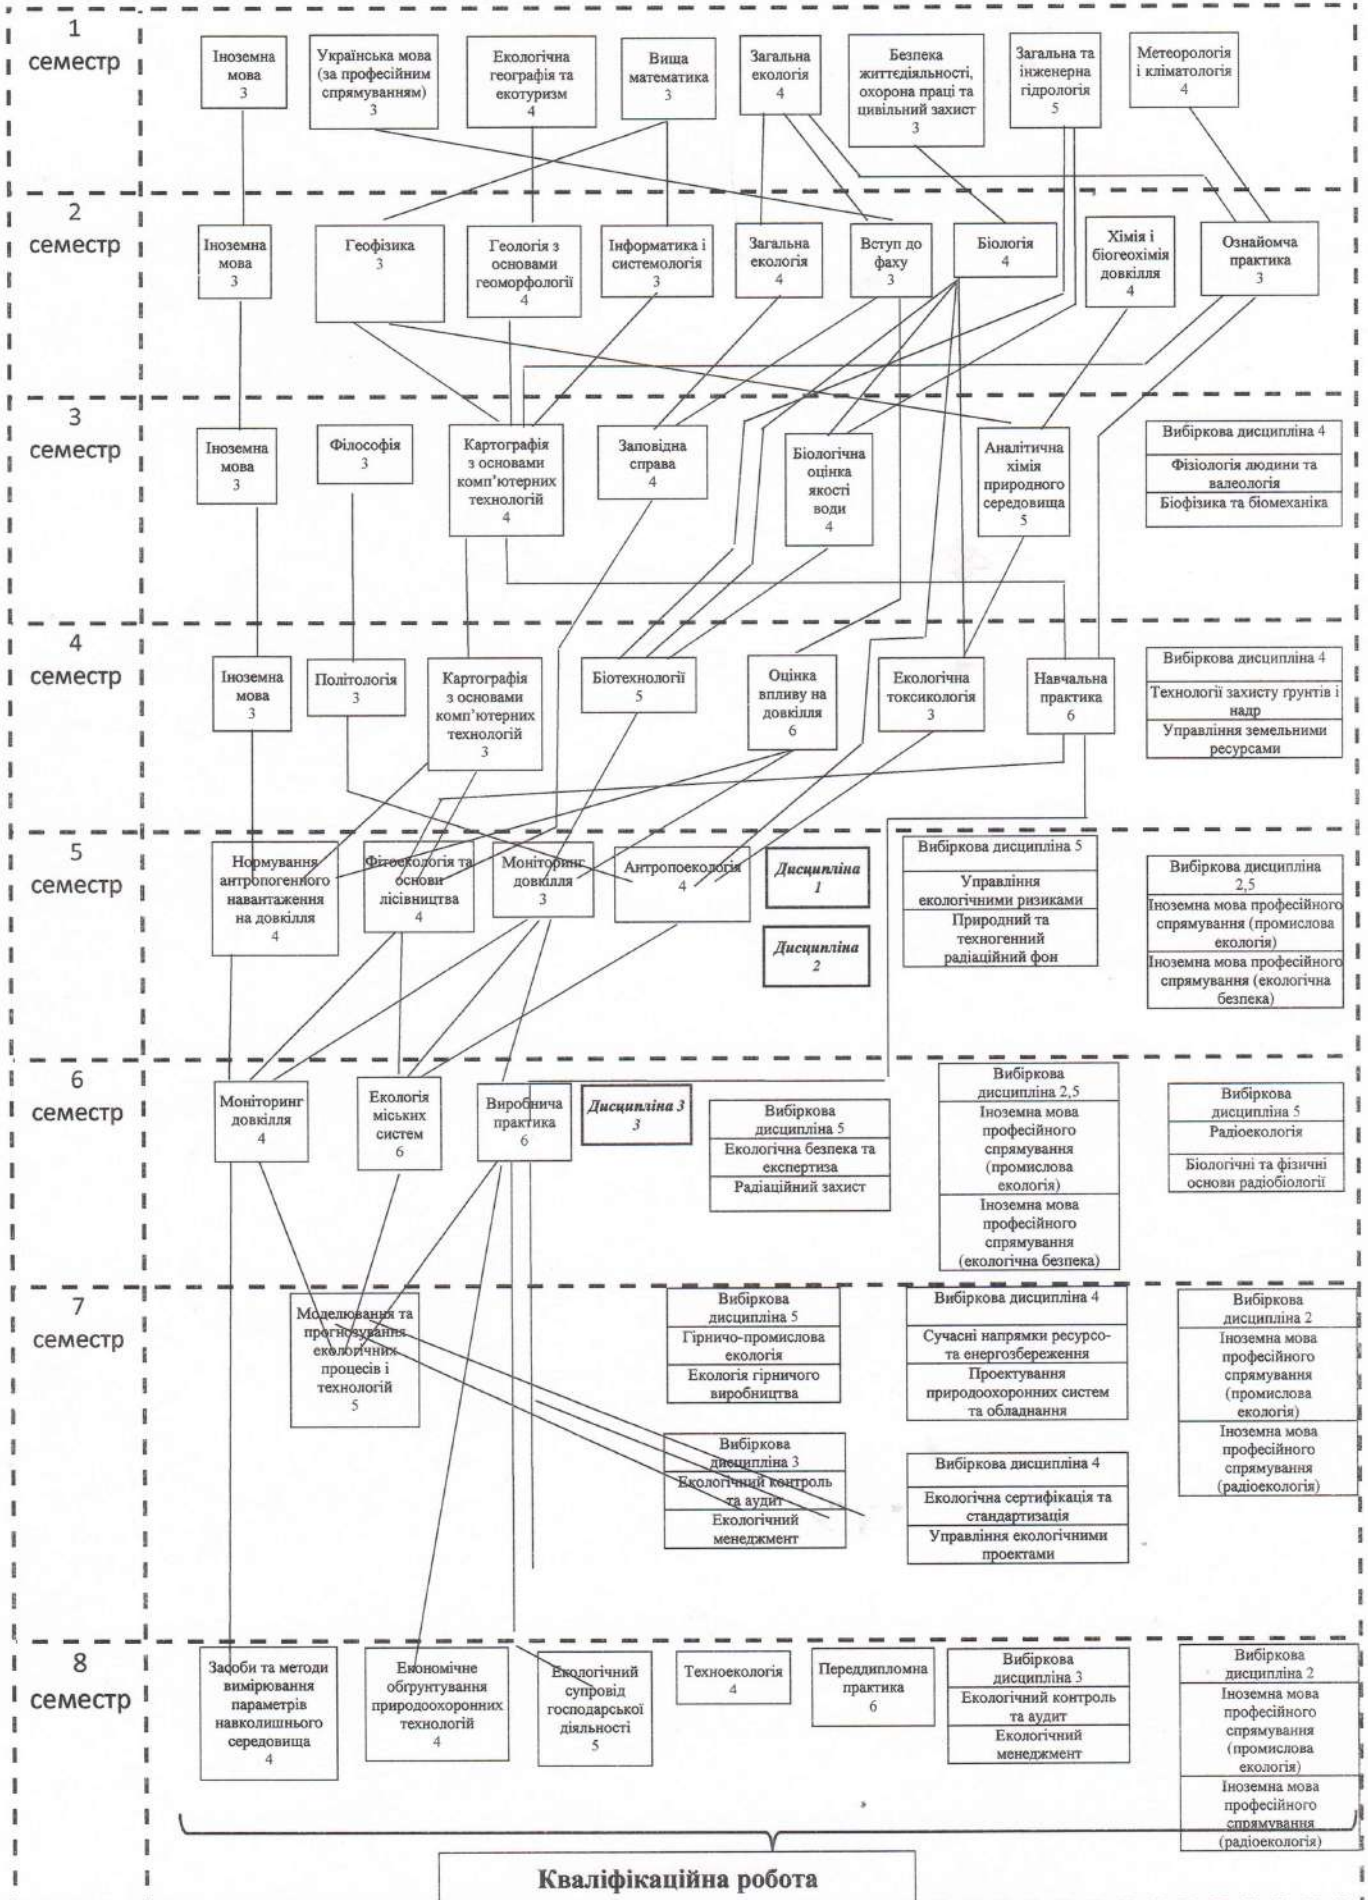 1
семестр
Іноземна
мова
3
Українська мова
(за професійним
спрямуванням)
3
Екологічна
географія та
екотуризм
4
Вища
математика
3
Загальна
екологія
4
Безпека
життєдіяльності,
охорона праці та
цивільний захист
3
Загальна та
інженерна
гідрологія
5
Метеорологія
і кліматологія
4
2
семестр
Іноземна
мова
3
Геофізика
3
Геологія з
основами
геоморфології
4
Інформатика і
системологія
3
Загальна
екологія
4
Вступ до
фаху
3
Біологія
4
Хімія і
біогеохімія
довкілля
4
Ознайомча
практика
3
3
семестр
Іноземна
мова
3
Філософія
3
Картографія
з основами
комп’ютерних
технологій
4
Заповідна
справа
4
Біологічна
оцінка
якості
води
4
Аналітична
хімія
природного
середовища
5
Вибіркова дисципліна 4
Фізіологія людини та
валеологія
Біофізика та біомеханіка
4
семестр
Іноземна
мова
3
Політологія
3
Картографія
з основами
комп’ютерних
технологій
3
Біотехнології
5
Оцінка
впливу на
довкілля
6
Екологічна
токсикологія
3
Навчальна
практика
6
Вибіркова дисципліна 4
Технології захисту ґрунтів і
надр
Управління земельними
ресурсами
5
семестр
Нормування
антропогенного
навантаження
на довкілля
4
Фітоекологія та
основи
лісівництва
4
Моніторинг
довкілля
3
Антропоекологія
4
Дисципліна
1
Дисципліна
2
Вибіркова дисципліна 5
Управління
екологічними ризиками
Природний та
техногенний
радіаційний фон
Вибіркова дисципліна
2,5
Іноземна мова професійного
спрямування (промислова
екологія)
Іноземна мова професійного
спрямування (екологічна
безпека)
6
семестр
Моніторинг
довкілля
4
Екологія
міських
систем
6
Виробнича
практика
6
Дисципліна 3
3
Вибіркова
дисципліна 5
Екологічна безпека та
експертиза
Радіаційний захист
Вибіркова
дисципліна 2,5
Іноземна мова
професійного
спрямування
(промислова
екологія)
Іноземна мова
професійного
спрямування
(екологічна безпека)
Вибіркова
дисципліна 5
Радіоекологія
Біологічні та фізичні
основи радіобіології
7
семестр
Моделювання та
прогнозування
екологічних
процесів і
технологій
5
Вибіркова
дисципліна 5
Гірничо-промислова
екологія
Екологія гірничого
виробництва
Вибіркова дисципліна 4
Сучасні напрямки ресурсо-
та енергозбереження
Проектування
природоохоронних систем
та обладнання
Вибіркова
дисципліна 2
Іноземна мова
професійного
спрямування
(промислова
екологія)
Іноземна мова
професійного
спрямування
(радіоекологія)
Вибіркова
дисципліна 3
Екологічний контроль
та аудит
Екологічний
менеджмент
Вибіркова дисципліна 4
Екологічна сертифікація та
стандартизація
Управління екологічними
проектами
8
семестр
Засоби та методи
вимірювання
параметрів
навколишнього
середовища
4
Економічне
обґрунтування
природоохоронних
технологій
4
Екологічний
супровід
господарської
діяльності
5
Техноекологія
4
Переддипломна
практика
6
Вибіркова
дисципліна 3
Екологічний контроль
та аудит
Екологічний
менеджмент
Вибіркова
дисципліна 2
Іноземна мова
професійного
спрямування
(промислова
екологія)
Іноземна мова
професійного
спрямування
(радіоекологія)
Кваліфікаційна робота